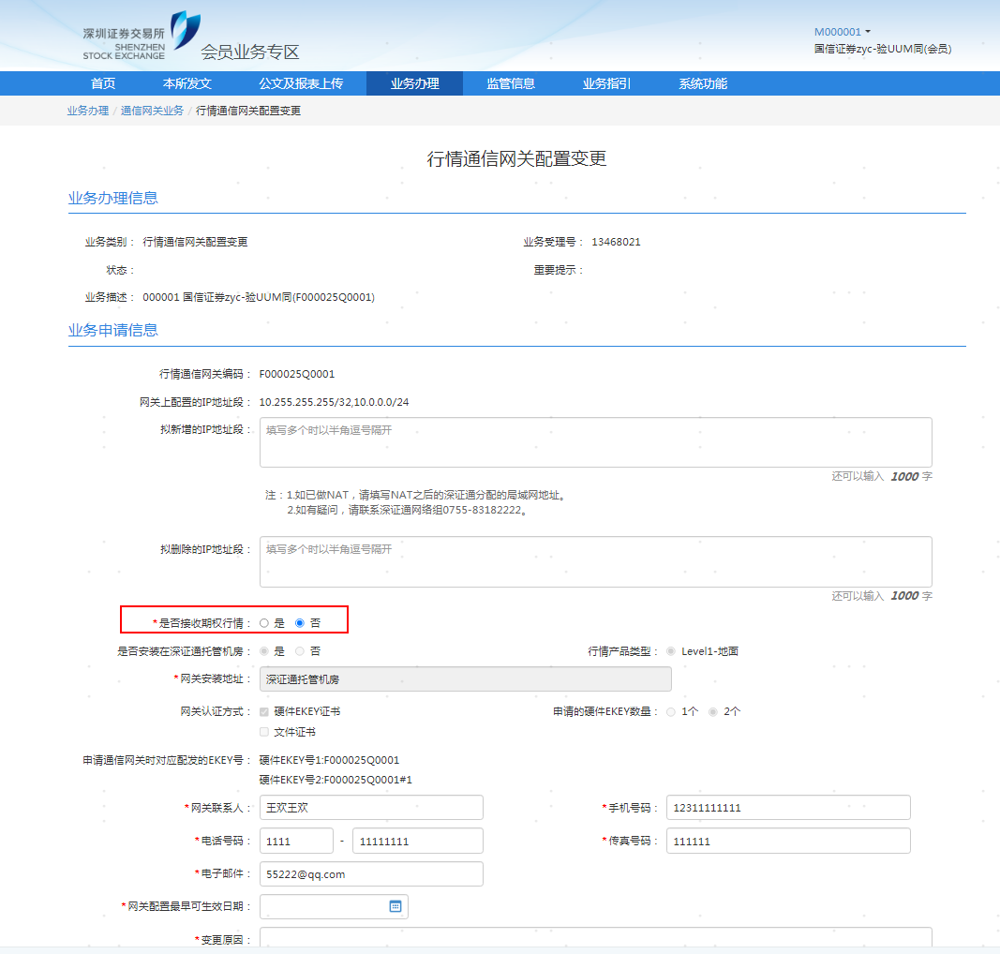 深圳证券交易所
SHENZHEN
STOCK EXCHANGE
会员业务专区
M000001
国信证券zyc-验UUM同(会员)
首页 本所发文 公文及报表上传 业务办理 监管信息 业务指引 系统功能
业务办理 / 通信网关业务 / 行情通信网关配置变更
行情通信网关配置变更
业务办理信息
业务类别： 行情通信网关配置变更 业务受理号： 13468021
状态： 重要提示：
业务描述： 000001 国信证券zyc-验UUM同(F000025Q0001)
业务申请信息
行情通信网关编码： F000025Q0001
网关上配置的IP地址段： 10.255.255.255/32,10.0.0.0/24
拟新增的IP地址段： 填写多个时以半角逗号隔开
还可以输入 1000 字
注：1.如已做NAT，请填写NAT之后的深证通分配的局域网地址。
2.如有疑问，请联系深证通网络组0755-83182222。
拟删除的IP地址段： 填写多个时以半角逗号隔开
还可以输入 1000 字
*是否接收期权行情： 是 否
是否安装在深证通托管机房： 是 否 行情产品类型： Level1-地面
*网关安装地址： 深证通托管机房
网关认证方式： 硬件EKEY证书 申请的硬件EKEY数量： 1个 2个
文件证书
申请通信网关时对应配发的EKEY号： 硬件EKEY号1:F000025Q0001
硬件EKEY号2:F000025Q0001#1
*网关联系人： 王欢王欢 *手机号码： 12311111111
*电话号码： 1111 - 11111111 *传真号码： 111111
*电子邮件： 55222@qq.com
*网关配置最早可生效日期：
*变更原因：